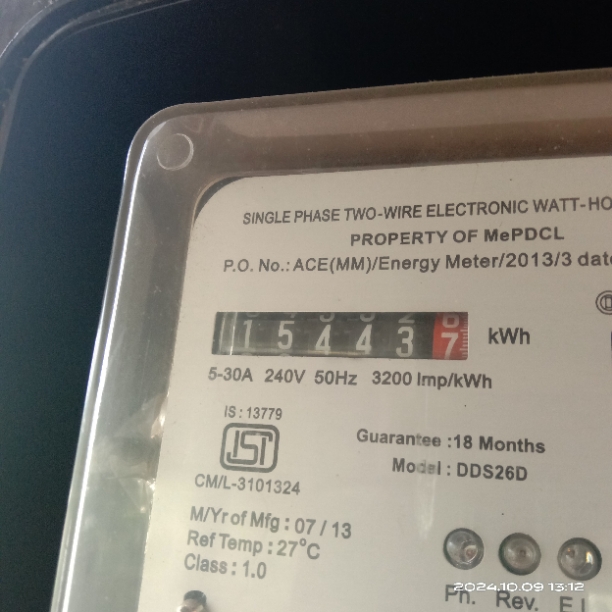 SINGLE PHASE TWO-WIRE ELECTRONIC WATT-HO
PROPERTY OF MePDCL
P.O. No.: ACE(MM)/Energy Meter/2013/3 date
154437 kWh
5-30A 240V 50Hz 3200 Imp/kWh
IS : 13779
ISI
CM/L-3101324
Guarantee :18 Months
Model : DDS26D
M/Yr of Mfg : 07 / 13
Ref Temp : 27°C
Class : 1.0
Ph. Rev. E.L
2024.10.09 13:12